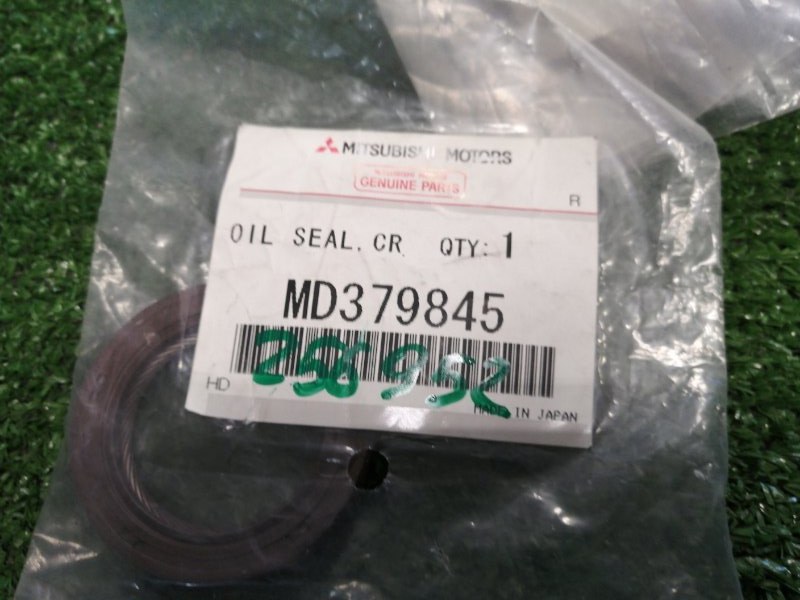 MITSUBISHI MOTORS
GENUINE PARTS
R
OIL SEAL.CR QTY: 1
MD379845
256952
HD
MADE IN JAPAN